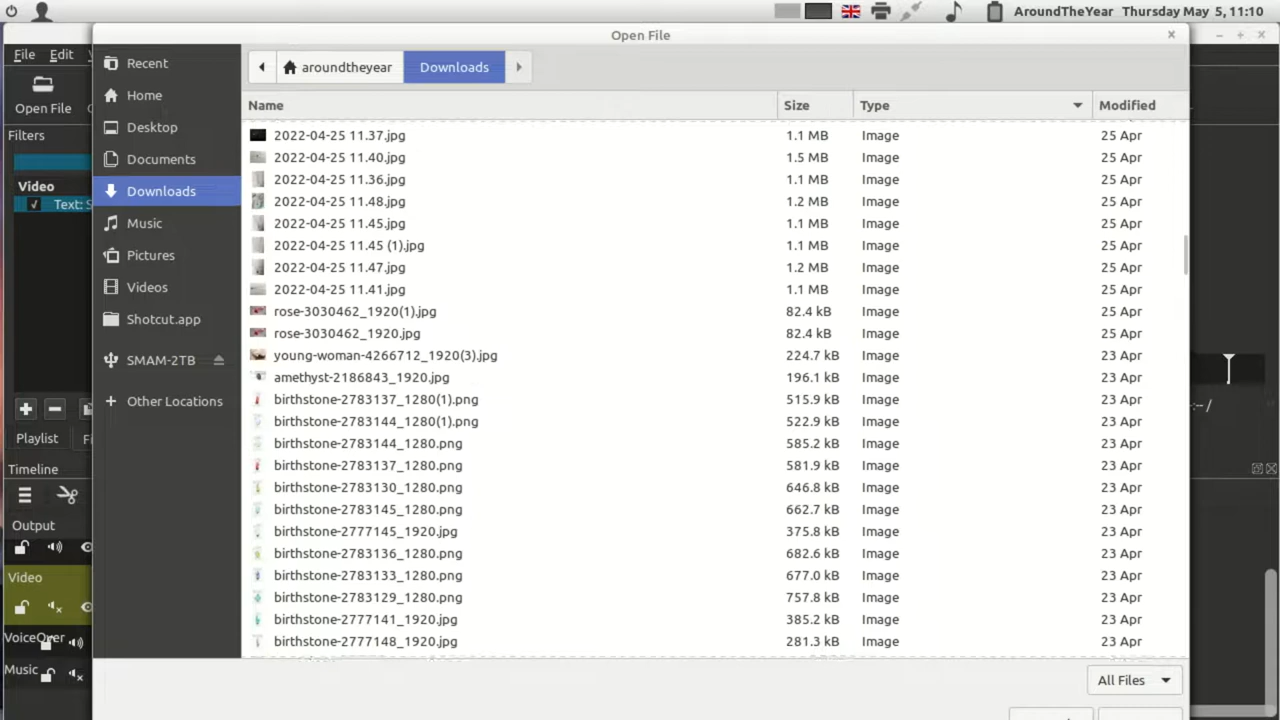 AroundTheYear Thursday May 5, 11:10
Open File
File Edit
Recent
aroundtheyear Downloads
Home
Open File
Name Size Type Modified
Desktop
Filters
2022-04-25 11.37.jpg 1.1 MB Image 25 Apr
Documents
2022-04-25 11.40.jpg 1.5 MB Image 25 Apr
2022-04-25 11.36.jpg 1.1 MB Image 25 Apr
Video
Downloads
2022-04-25 11.48.jpg 1.2 MB Image 25 Apr
Text: S
Music
2022-04-25 11.45.jpg 1.1 MB Image 25 Apr
2022-04-25 11.45 (1).jpg 1.1 MB Image 25 Apr
Pictures
2022-04-25 11.47.jpg 1.2 MB Image 25 Apr
Videos
2022-04-25 11.41.jpg 1.1 MB Image 25 Apr
rose-3030462_1920(1).jpg 82.4 kB Image 25 Apr
Shotcut.app
rose-3030462_1920.jpg 82.4 kB Image 25 Apr
young-woman-4266712_1920(3).jpg 224.7 kB Image 23 Apr
SMAM-2TB
amethyst-2186843_1920.jpg 196.1 kB Image 23 Apr
birthstone-2783137_1280(1).png 515.9 kB Image 23 Apr
Other Locations
birthstone-2783144_1280(1).png 522.9 kB Image 23 Apr
Playlist
birthstone-2783144_1280.png 585.2 kB Image 23 Apr
birthstone-2783137_1280.png 581.9 kB Image 23 Apr
Timeline
birthstone-2783130_1280.png 646.8 kB Image 23 Apr
birthstone-2783145_1280.png 662.7 kB Image 23 Apr
Output
birthstone-2777145_1920.jpg 375.8 kB Image 23 Apr
birthstone-2783136_1280.png 682.6 kB Image 23 Apr
Video
birthstone-2783133_1280.png 677.0 kB Image 23 Apr
birthstone-2783129_1280.png 757.8 kB Image 23 Apr
birthstone-2777141_1920.jpg 385.2 kB Image 23 Apr
VoiceOver
birthstone-2777148_1920.jpg 281.3 kB Image 23 Apr
Music
All Files